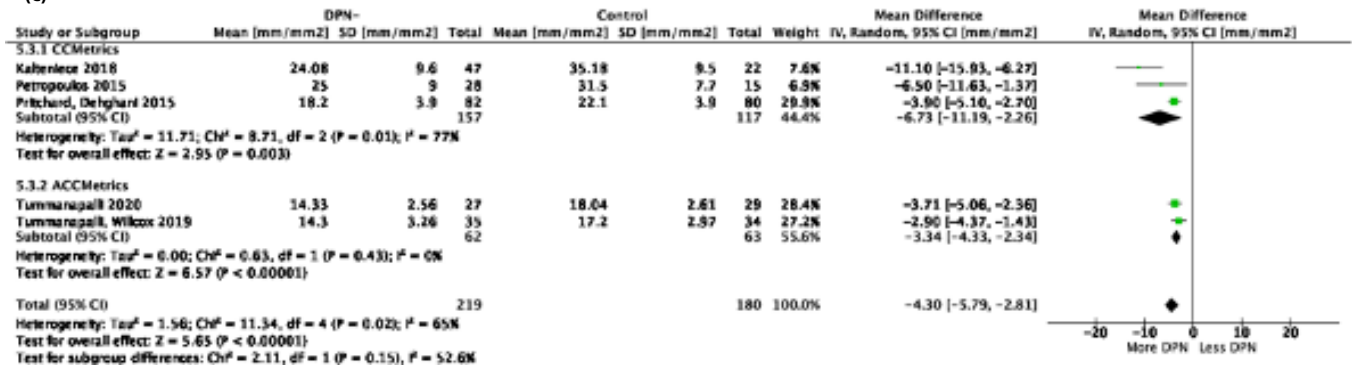 DPN- Control Mean Difference Mean Difference
Study or Subgroup Mean [mm/mm2] SD [mm/mm2] Total Mean [mm/mm2] SD [mm/mm2] Total Weight IV, Random, 95% CI [mm/mm2] IV, Random, 95% CI [mm/mm2]
5.3.1 CCMetrics
Kalteniece 2018 24.08 9.6 47 35.18 9.5 22 7.6% -11.10 [-15.93, -6.27]
Petropoulos 2015 25 9 28 31.5 7.7 15 6.9% -6.50 [-11.63, -1.37]
Pritchard, Dehghani 2015 18.2 3.9 82 22.1 3.9 80 29.9% -3.90 [-5.10, -2.70]
Subtotal (95% CI) 157 117 44.4% -6.73 [-11.19, -2.26]
Heterogeneity: Tau² = 11.71; Chi² = 8.71, df = 2 (P = 0.01); I² = 77%
Test for overall effect: Z = 2.95 (P = 0.003)
5.3.2 ACCMetrics
Tummanapalli 2020 14.33 2.56 27 18.04 2.61 29 28.4% -3.71 [-5.06, -2.36]
Tummanapalli, Willcox 2019 14.3 3.26 35 17.2 2.97 34 27.2% -2.90 [-4.37, -1.43]
Subtotal (95% CI) 62 63 55.6% -3.34 [-4.33, -2.34]
Heterogeneity: Tau² = 0.00; Chi² = 0.63, df = 1 (P = 0.43); I² = 0%
Test for overall effect: Z = 6.57 (P < 0.00001)
Total (95% CI) 219 180 100.0% -4.30 [-5.79, -2.81]
Heterogeneity: Tau² = 1.56; Chi² = 11.34, df = 4 (P = 0.02); I² = 65%
Test for overall effect: Z = 5.65 (P < 0.00001)
Test for subgroup differences: Chi² = 2.11, df = 1 (P = 0.15), I² = 52.6%
-20 -10 0 10 20
More DPN Less DPN